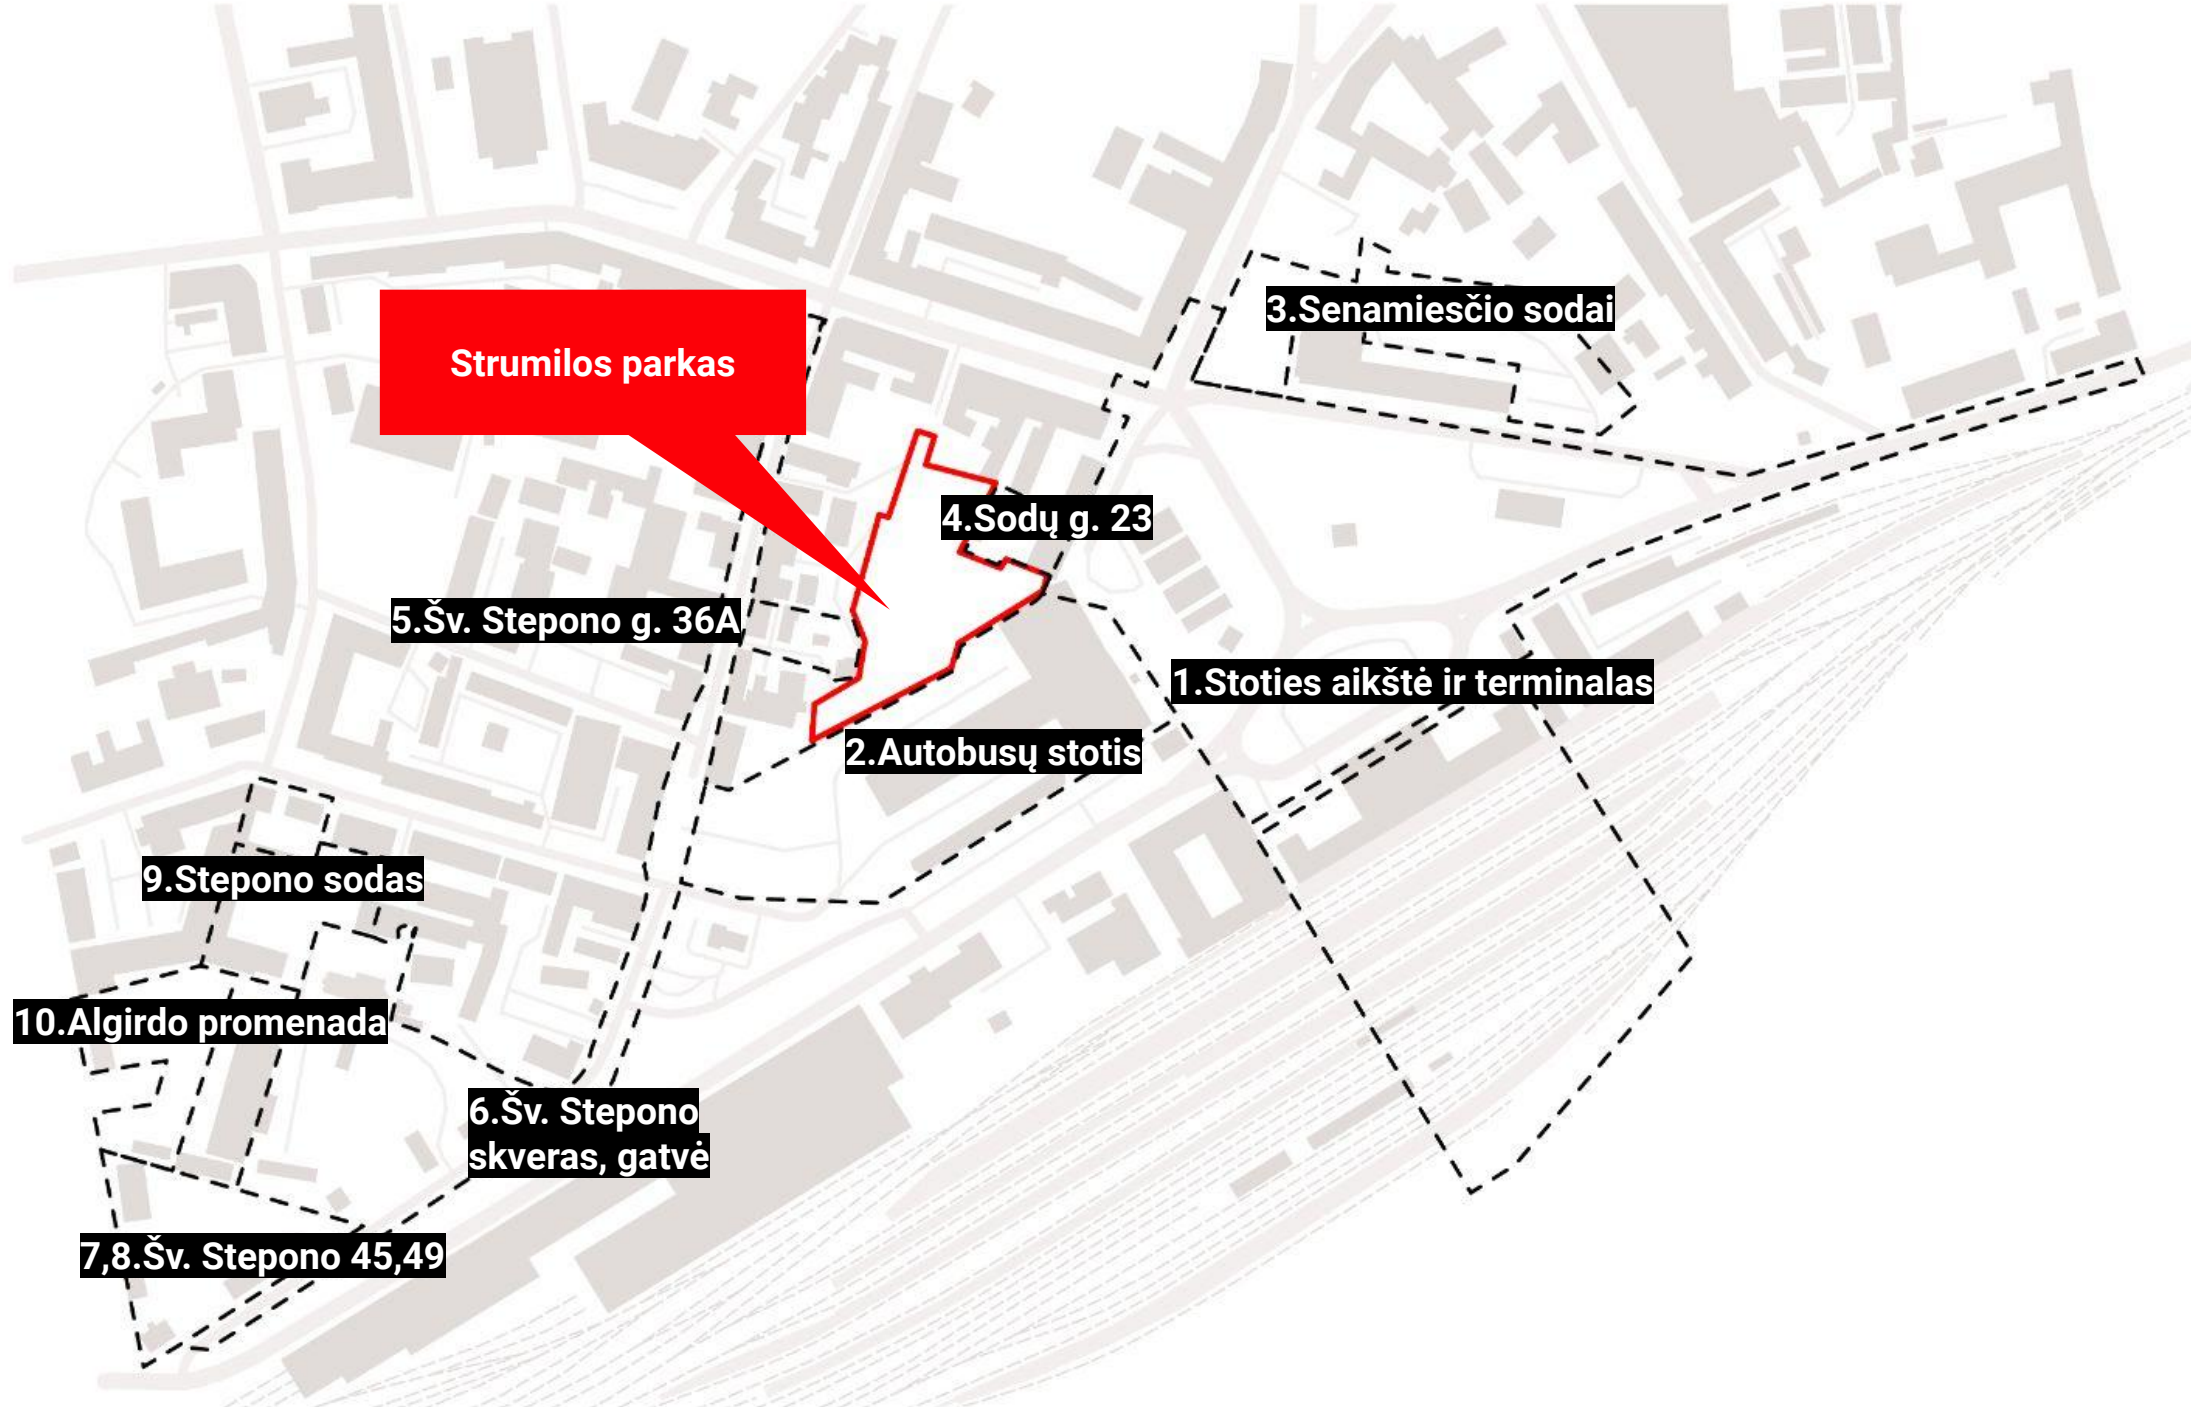 3.Senamiesčio sodai
Strumilos parkas
4.Sodų g. 23
5.Šv. Stepono g. 36A
1.Stoties aikštė ir terminalas
2.Autobusų stotis
9.Stepono sodas
10.Algirdo promenada
6.Šv. Stepono
skveras, gatvė
7,8.Šv. Stepono 45,49